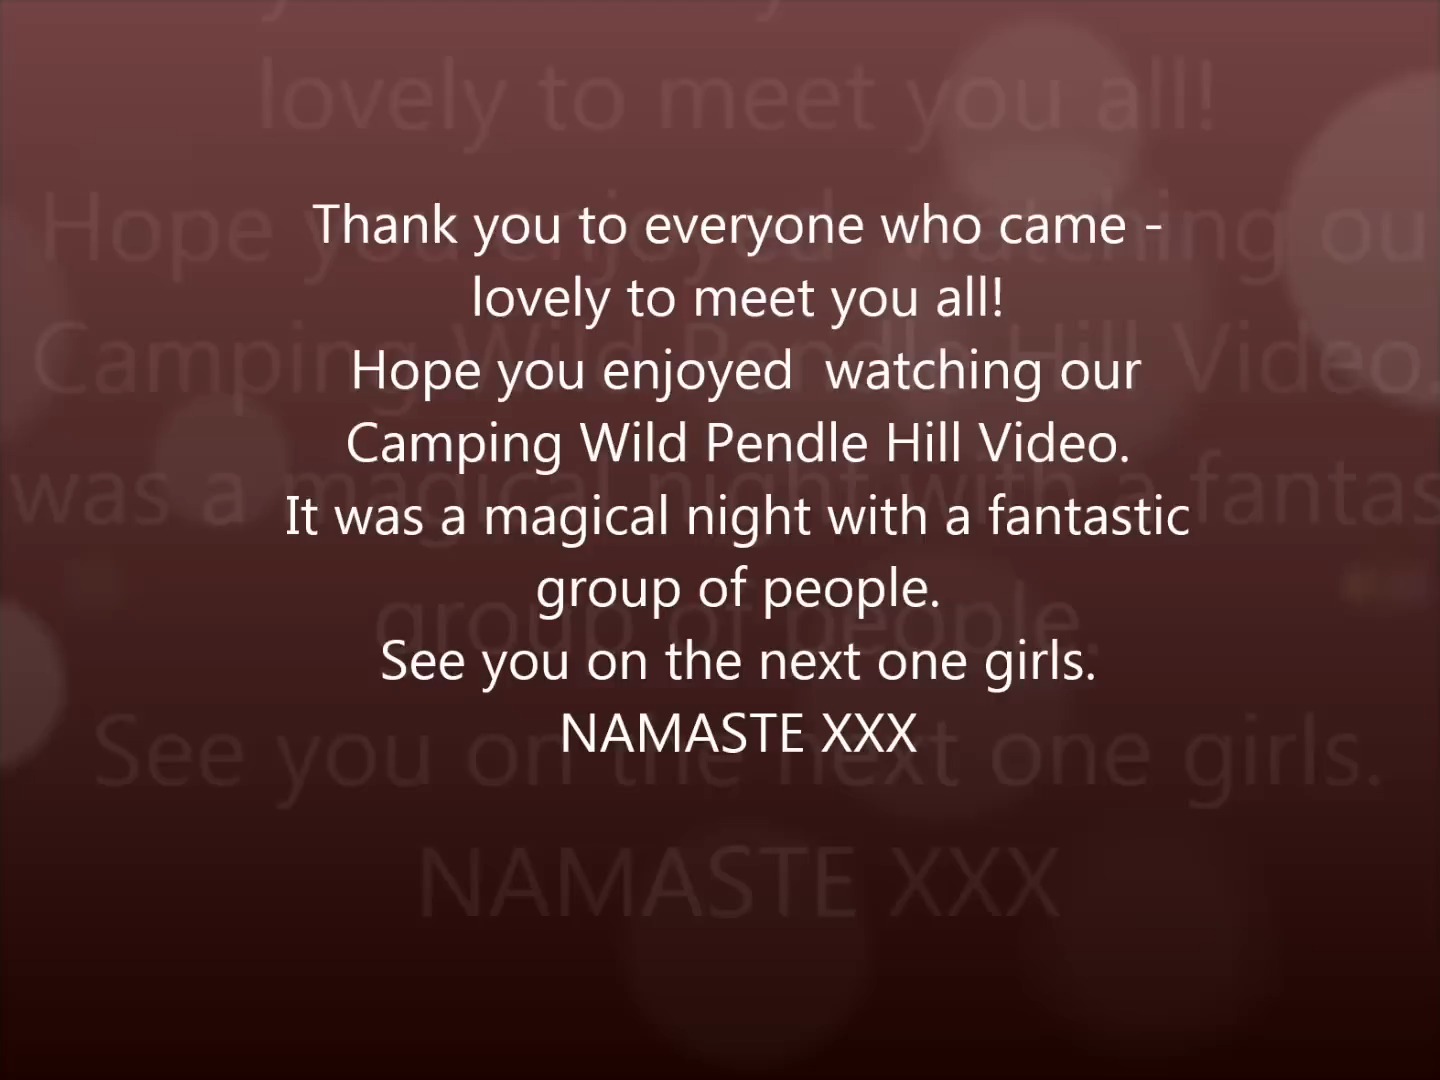 Thank you to everyone who came -
lovely to meet you all!
Hope you enjoyed  watching our
Camping Wild Pendle Hill Video.
It was a magical night with a fantastic
group of people.
See you on the next one girls.
NAMASTE XXX